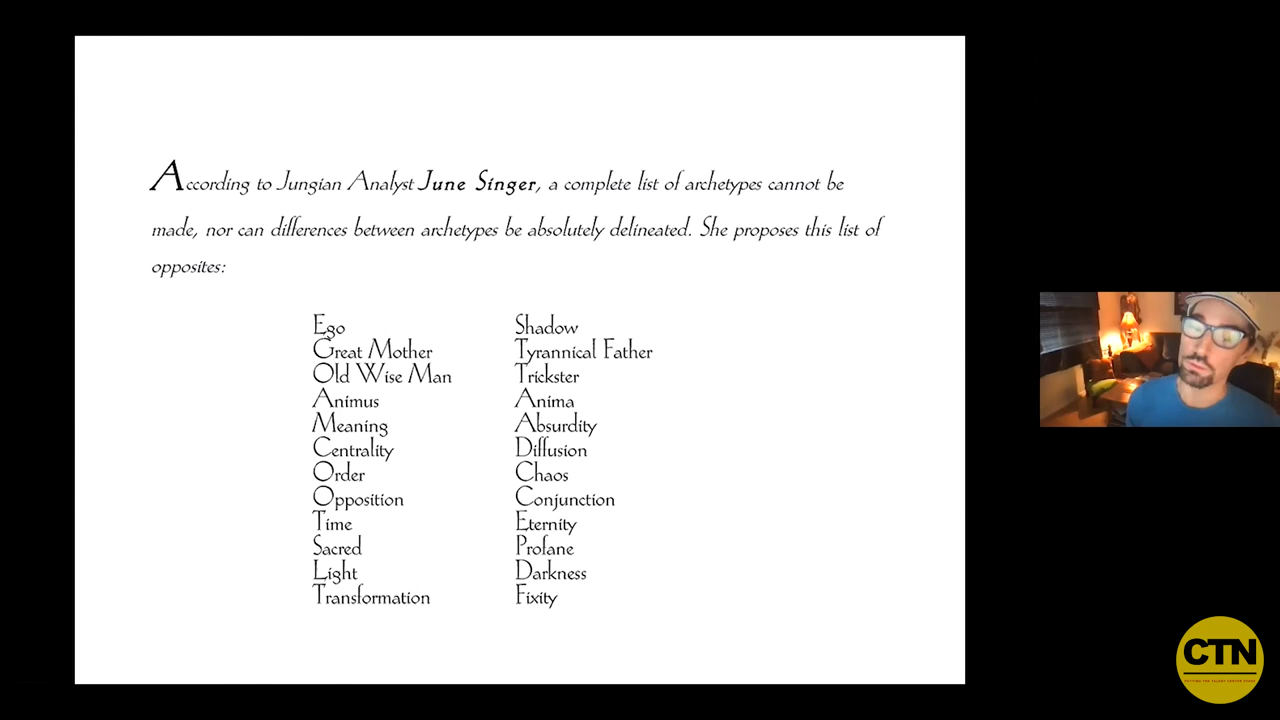 According to Jungian Analyst June Singer, a complete list of archetypes cannot be
made, nor can differences between archetypes be absolutely delineated. She proposes this list of
opposites:
Ego Shadow
Great Mother Tyrannical Father
Old Wise Man Trickster
Animus Anima
Meaning Absurdity
Centrality Diffusion
Order Chaos
Opposition Conjunction
Time Eternity
Sacred Profane
Light Darkness
Transformation Fixity
CTN